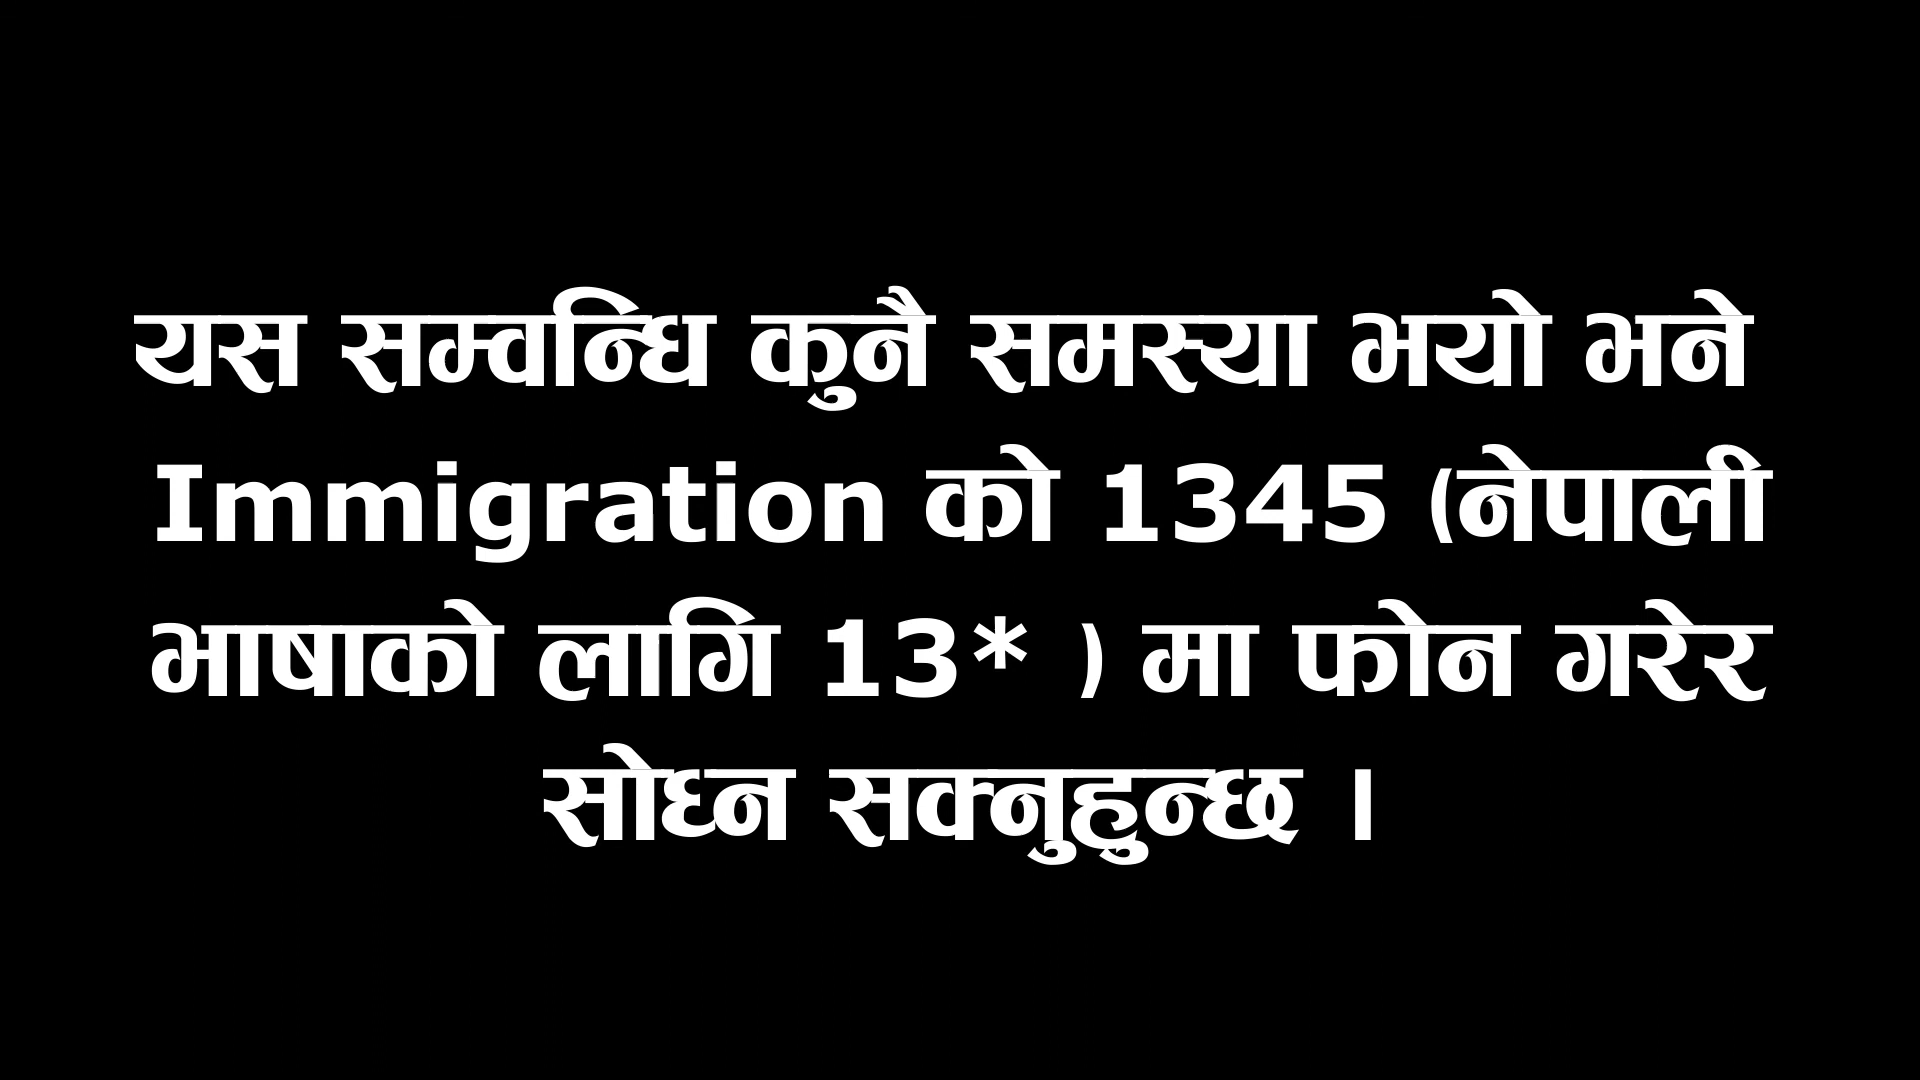 यस सम्वन्धि कुनै समस्या भयो भने
Immigration को 1345 (नेपाली
भाषाको लागि 13* ) मा फोन गरेर
सोध्न सक्नुहुन्छ ।